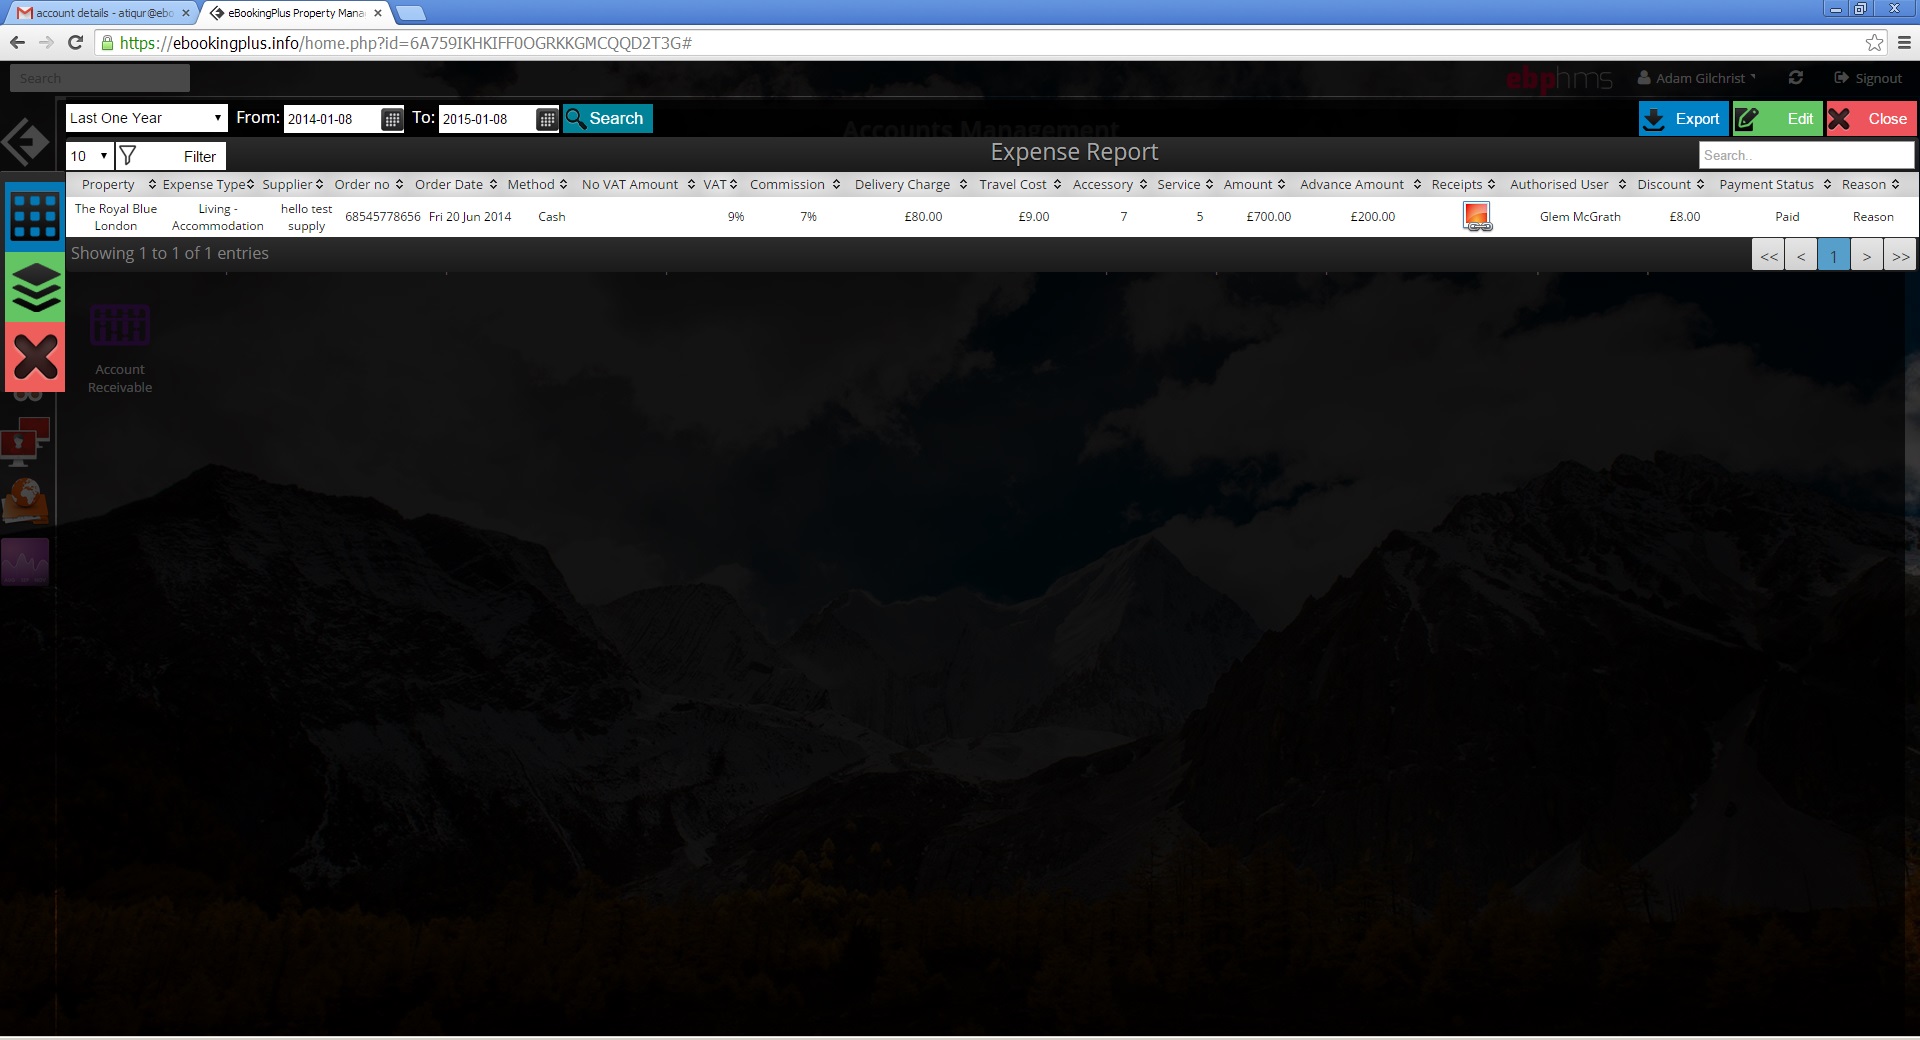 account details - atiqur@ebo
eBookingPlus Property Mana
https://ebookingplus.info/home.php?id=6A759IKHKIFF0OGRKKGMCQQD2T3G#
Search
ebphms
Adam Gilchrist
Signout
Last One Year
From:
2014-01-08
To:
2015-01-08
Search
Accounts Management
Export
Edit
Close
10
Filter
Expense Report
Search..
Property Expense Type Supplier Order no Order Date Method No VAT Amount VAT Commission Delivery Charge Travel Cost Accessory Service Amount Advance Amount Receipts Authorised User Discount Payment Status Reason
The Royal Blue London Living - Accommodation hello test supply 68545778656 Fri 20 Jun 2014 Cash 9% 7% £80.00 £9.00 7 5 £700.00 £200.00 Glem McGrath £8.00 Paid Reason
Showing 1 to 1 of 1 entries
<< < 1 > >>
Account
Receivable